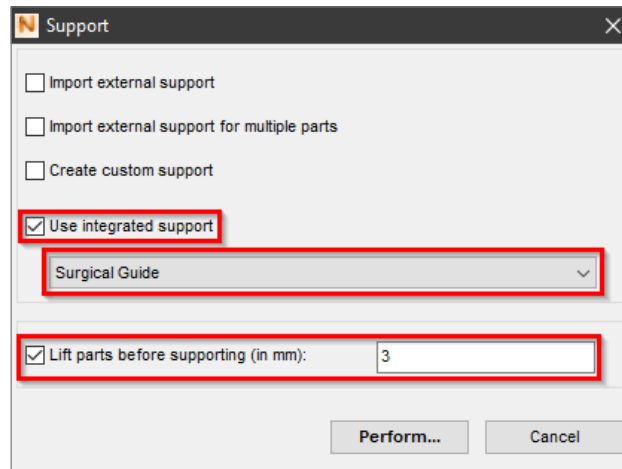 Support
Import external support
Import external support for multiple parts
Create custom support
Use integrated support
Surgical Guide
Lift parts before supporting (in mm): 3
Perform... Cancel